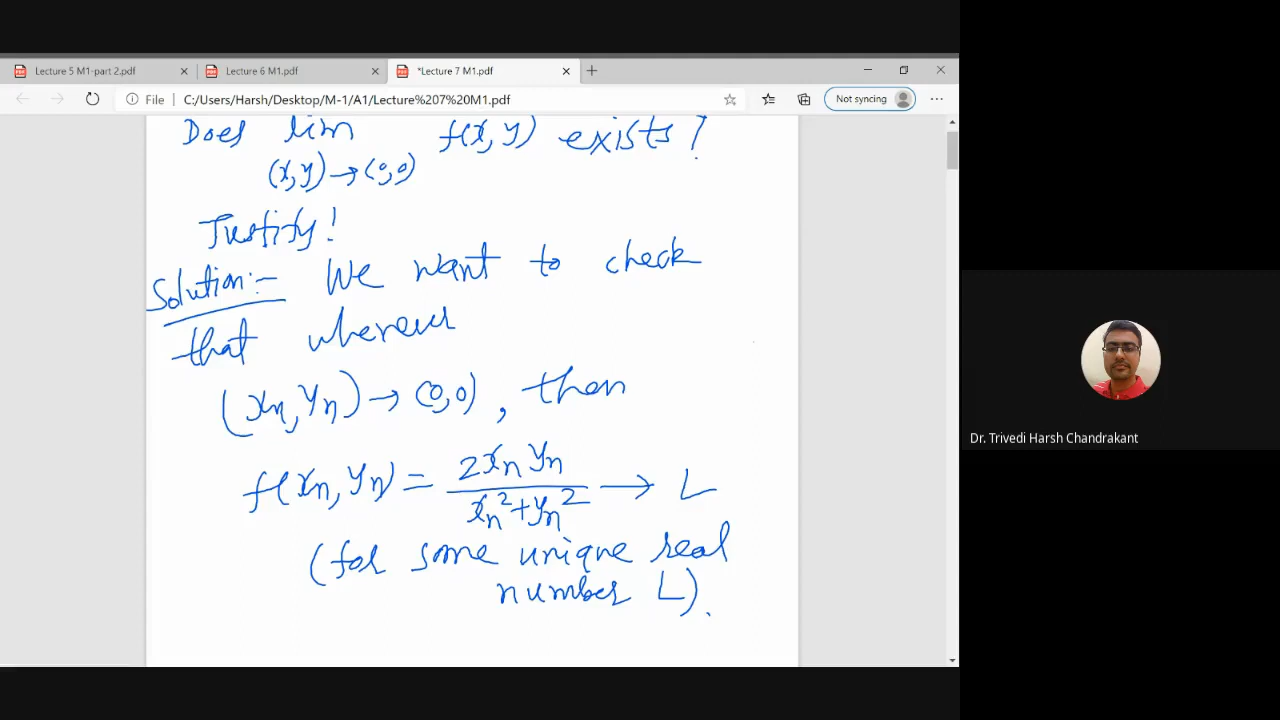 Lecture 5 M1-part 2.pdf
Lecture 6 M1.pdf
*Lecture 7 M1.pdf
File
C:/Users/Harsh/Desktop/M-1/A1/Lecture%207%20M1.pdf
Not syncing
Does lim f(x, y) exists?
(x,y)→(0,0)
Justify!
Solution:- We want to check
that whenever
(xₙ, yₙ) → (0,0), then
f(xₙ, yₙ) = 2xₙyₙ / (xₙ²+yₙ²) → L
(for some unique real
number L).
Dr. Trivedi Harsh Chandrakant